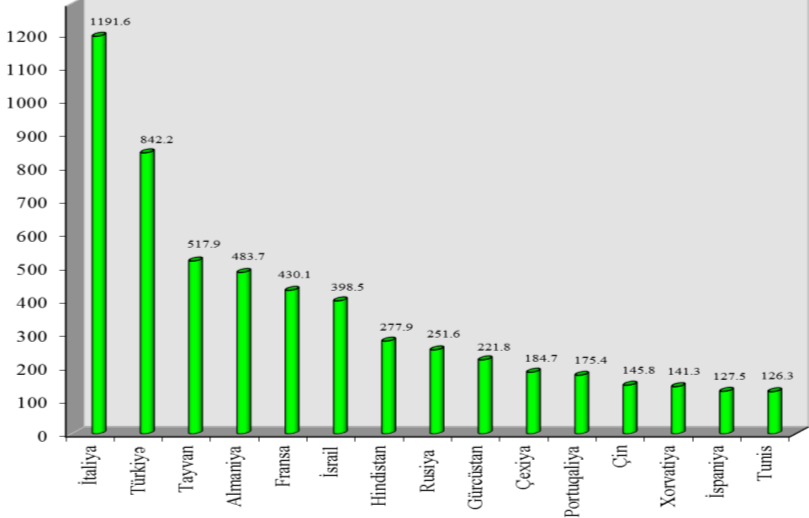 1191.6
842.2
517.9
483.7
430.1
398.5
277.9
251.6
221.8
184.7
175.4
145.8
141.3
127.5
126.3
1200
1100
1000
900
800
700
600
500
400
300
200
100
0
İtaliya
Türkiyə
Tayvan
Almaniya
Fransa
İsrail
Hindistan
Rusiya
Gürcüstan
Çexiya
Portuqaliya
Çin
Xorvatiya
İspaniya
Tunis